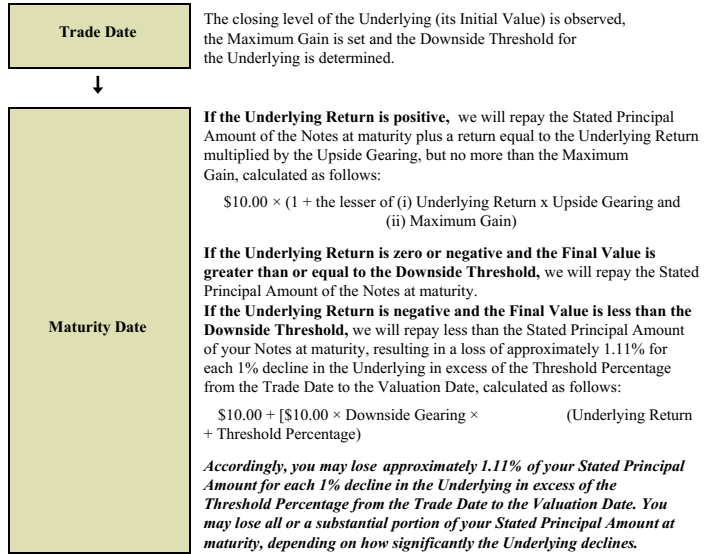 Trade Date
The closing level of the Underlying (its Initial Value) is observed,
the Maximum Gain is set and the Downside Threshold for
the Underlying is determined.
Maturity Date
If the Underlying Return is positive, we will repay the Stated Principal
Amount of the Notes at maturity plus a return equal to the Underlying Return
multiplied by the Upside Gearing, but no more than the Maximum
Gain, calculated as follows:
$10.00 × (1 + the lesser of (i) Underlying Return x Upside Gearing and
(ii) Maximum Gain)
If the Underlying Return is zero or negative and the Final Value is
greater than or equal to the Downside Threshold, we will repay the Stated
Principal Amount of the Notes at maturity.
If the Underlying Return is negative and the Final Value is less than the
Downside Threshold, we will repay less than the Stated Principal Amount
of your Notes at maturity, resulting in a loss of approximately 1.11% for
each 1% decline in the Underlying in excess of the Threshold Percentage
from the Trade Date to the Valuation Date, calculated as follows:
$10.00 + [$10.00 × Downside Gearing × (Underlying Return
+ Threshold Percentage)
Accordingly, you may lose approximately 1.11% of your Stated Principal
Amount for each 1% decline in the Underlying in excess of the
Threshold Percentage from the Trade Date to the Valuation Date. You
may lose all or a substantial portion of your Stated Principal Amount at
maturity, depending on how significantly the Underlying declines.